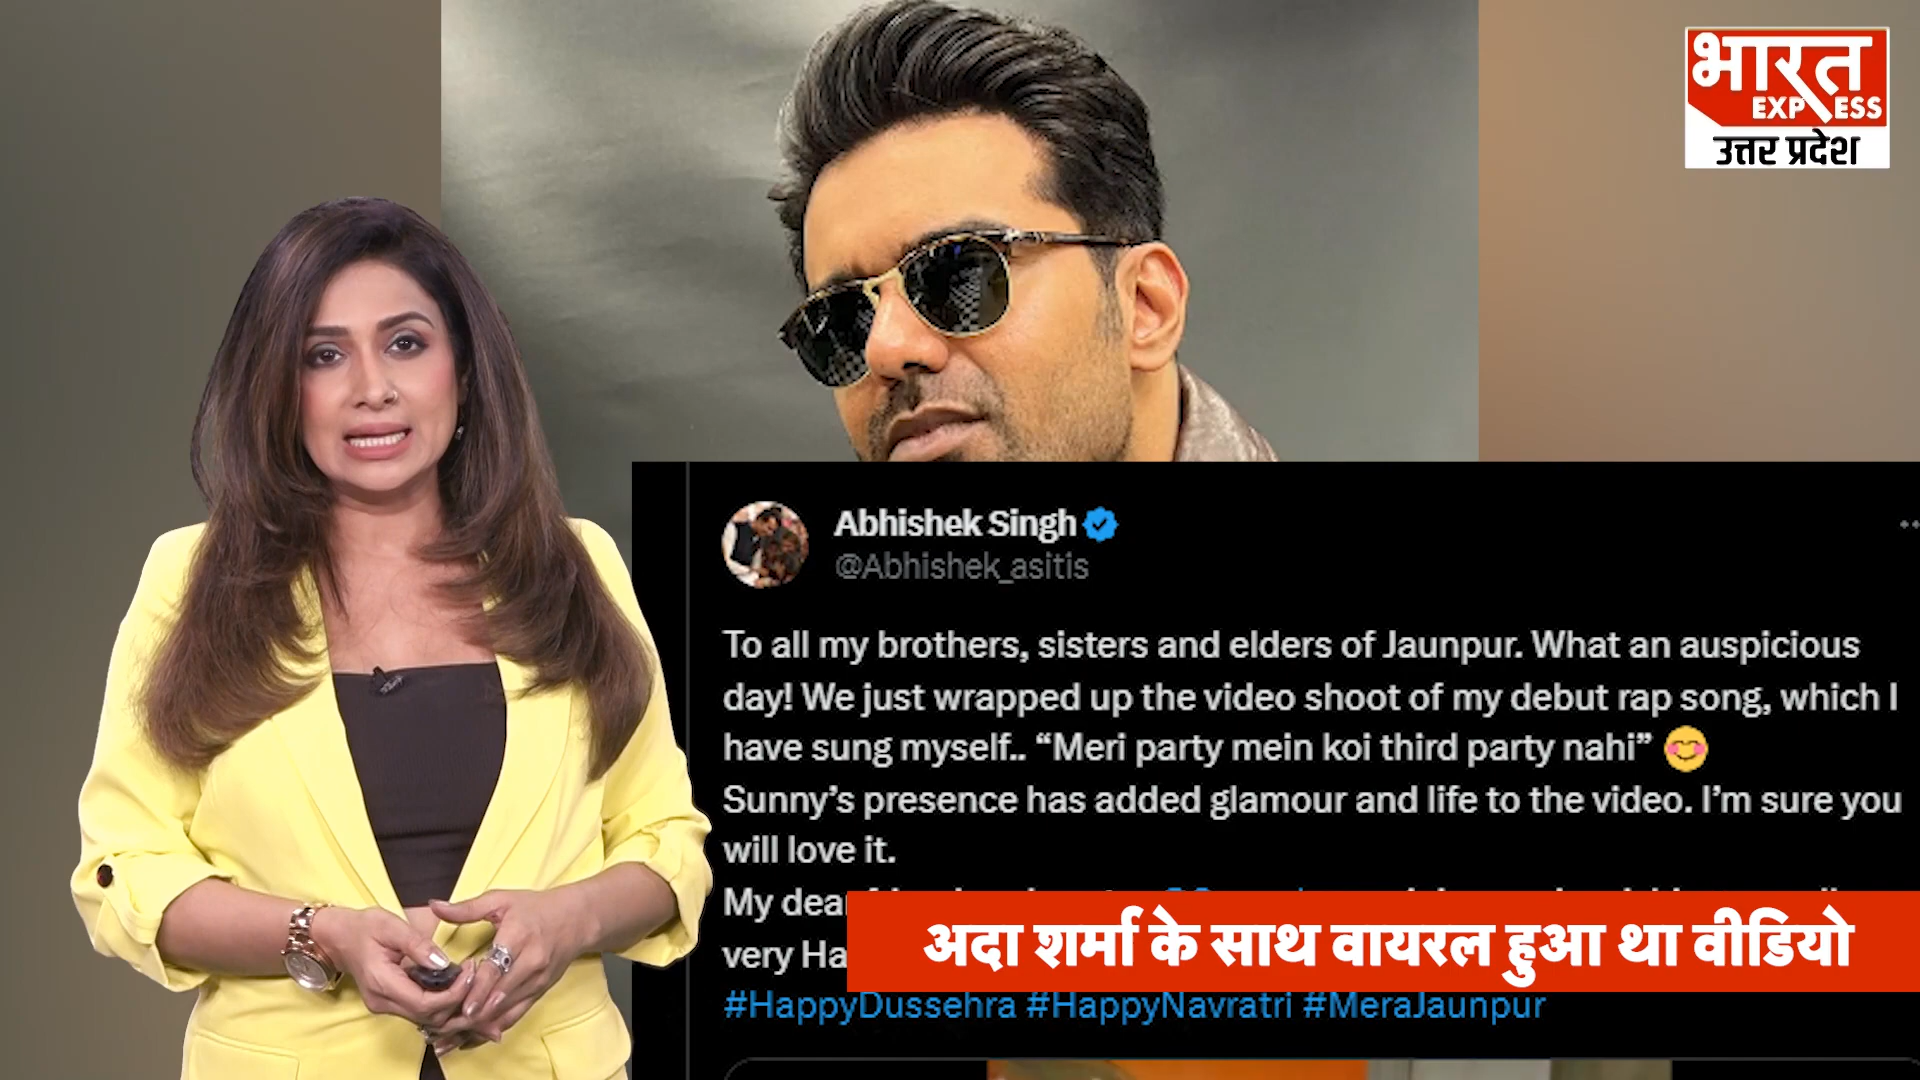 भारत
EXPRESS
उत्तर प्रदेश
Abhishek Singh
@Abhishek_asitis
To all my brothers, sisters and elders of Jaunpur. What an auspicious
day! We just wrapped up the video shoot of my debut rap song, which I
have sung myself.. “Meri party mein koi third party nahi” 😊
Sunny’s presence has added glamour and life to the video. I’m sure you
will love it.
My dear
very Ha
अदा शर्मा के साथ वायरल हुआ था वीडियो
#HappyDussehra #HappyNavratri #MeraJaunpur